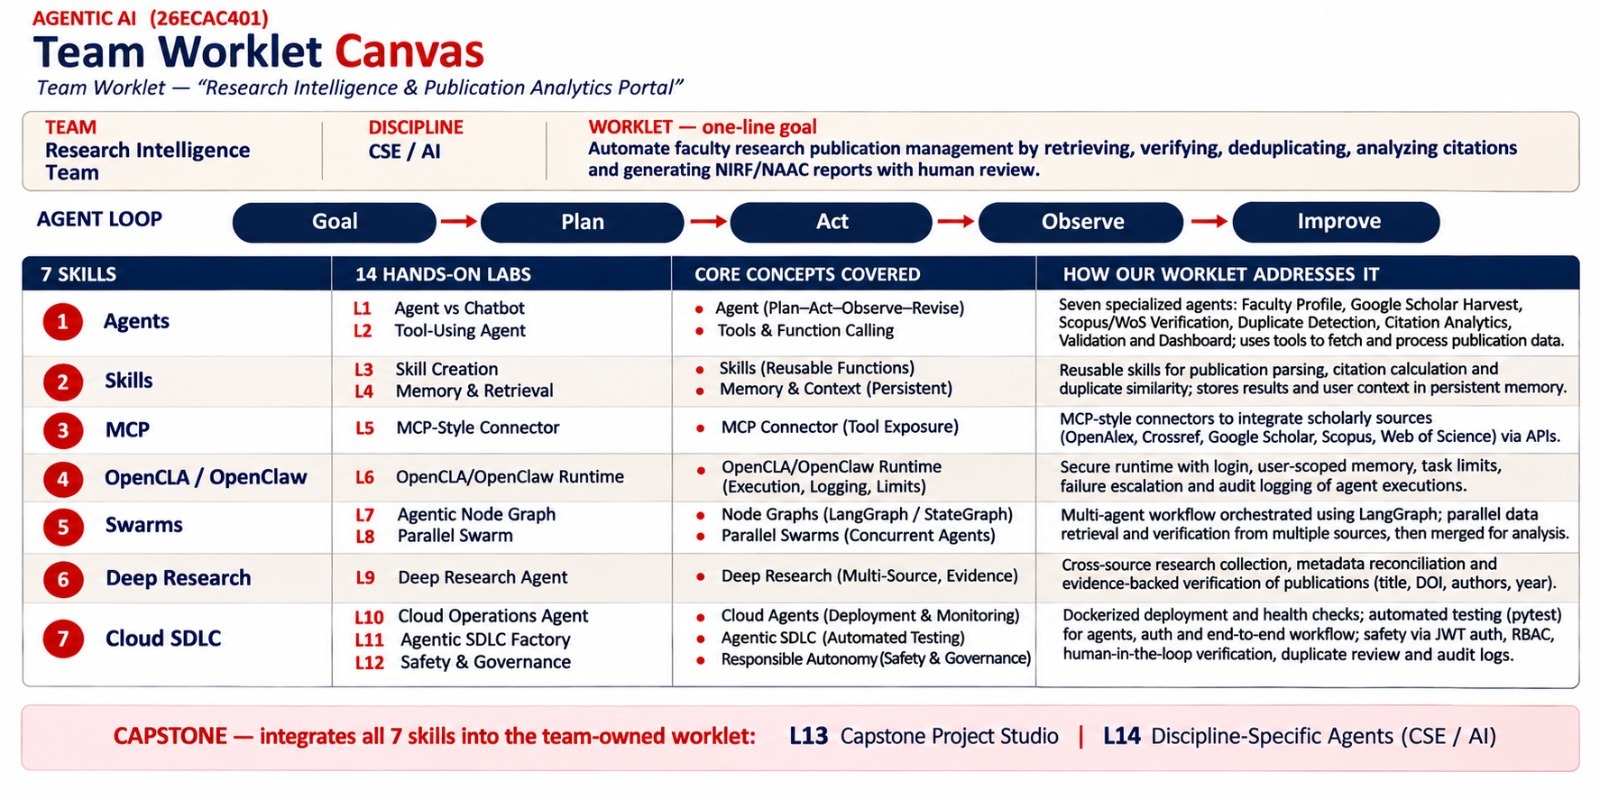 AGENTIC AI (26ECAC401)
Team Worklet Canvas
Team Worklet — “Research Intelligence & Publication Analytics Portal”
TEAM
Research Intelligence
Team
DISCIPLINE
CSE / AI
WORKLET — one-line goal
Automate faculty research publication management by retrieving, verifying, deduplicating, analyzing citations
and generating NIRF/NAAC reports with human review.
AGENT LOOP
Goal
Plan
Act
Observe
Improve
7 SKILLS
14 HANDS-ON LABS
CORE CONCEPTS COVERED
HOW OUR WORKLET ADDRESSES IT
1 Agents
L1 Agent vs Chatbot
L2 Tool-Using Agent
• Agent (Plan–Act–Observe–Revise)
• Tools & Function Calling
Seven specialized agents: Faculty Profile, Google Scholar Harvest,
Scopus/WoS Verification, Duplicate Detection, Citation Analytics,
Validation and Dashboard; uses tools to fetch and process publication data.
2 Skills
L3 Skill Creation
L4 Memory & Retrieval
• Skills (Reusable Functions)
• Memory & Context (Persistent)
Reusable skills for publication parsing, citation calculation and
duplicate similarity; stores results and user context in persistent memory.
3 MCP
L5 MCP-Style Connector
• MCP Connector (Tool Exposure)
MCP-style connectors to integrate scholarly sources
(OpenAlex, Crossref, Google Scholar, Scopus, Web of Science) via APIs.
4 OpenCLA / OpenClaw
L6 OpenCLA/OpenClaw Runtime
• OpenCLA/OpenClaw Runtime
(Execution, Logging, Limits)
Secure runtime with login, user-scoped memory, task limits,
failure escalation and audit logging of agent executions.
5 Swarms
L7 Agentic Node Graph
L8 Parallel Swarm
• Node Graphs (LangGraph / StateGraph)
• Parallel Swarms (Concurrent Agents)
Multi-agent workflow orchestrated using LangGraph; parallel data
retrieval and verification from multiple sources, then merged for analysis.
6 Deep Research
L9 Deep Research Agent
• Deep Research (Multi-Source, Evidence)
Cross-source research collection, metadata reconciliation and
evidence-backed verification of publications (title, DOI, authors, year).
7 Cloud SDLC
L10 Cloud Operations Agent
L11 Agentic SDLC Factory
L12 Safety & Governance
• Cloud Agents (Deployment & Monitoring)
• Agentic SDLC (Automated Testing)
• Responsible Autonomy(Safety & Governance)
Dockerized deployment and health checks; automated testing (pytest)
for agents, auth and end-to-end workflow; safety via JWT auth, RBAC,
human-in-the-loop verification, duplicate review and audit logs.
CAPSTONE — integrates all 7 skills into the team-owned worklet: L13 Capstone Project Studio | L14 Discipline-Specific Agents (CSE / AI)